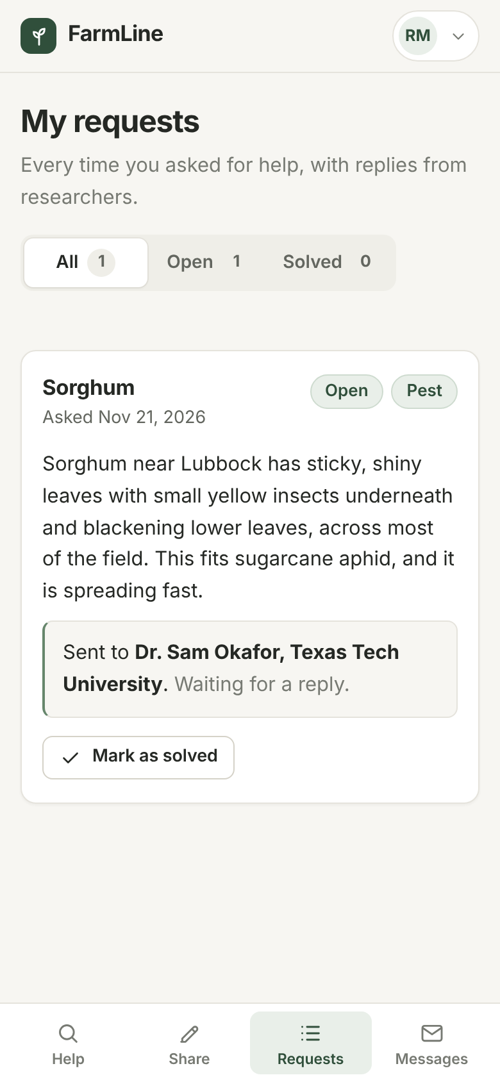 FarmLine
RM
My requests
Every time you asked for help, with replies from
researchers.
All 1
Open 1
Solved 0
Sorghum
Open
Pest
Asked Nov 21, 2026
Sorghum near Lubbock has sticky, shiny
leaves with small yellow insects underneath
and blackening lower leaves, across most
of the field. This fits sugarcane aphid, and it
is spreading fast.
Sent to Dr. Sam Okafor, Texas Tech
University. Waiting for a reply.
Mark as solved
Help
Share
Requests
Messages